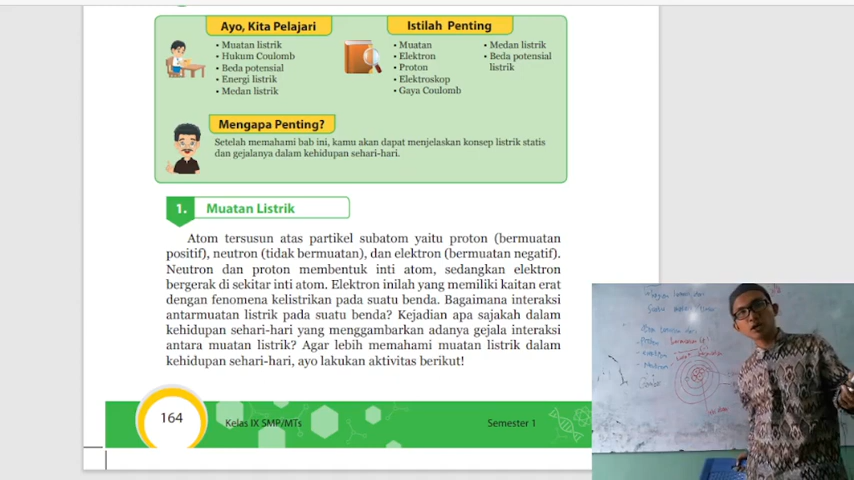 Ayo, Kita Pelajari
• Muatan listrik
• Hukum Coulomb
• Beda potensial
• Energi listrik
• Medan listrik
Istilah Penting
• Muatan
• Elektron
• Proton
• Elektroskop
• Gaya Coulomb
• Medan listrik
• Beda potensial
listrik
Mengapa Penting?
Setelah memahami bab ini, kamu akan dapat menjelaskan konsep listrik statis
dan gejalanya dalam kehidupan sehari-hari.
1. Muatan Listrik
Atom tersusun atas partikel subatom yaitu proton (bermuatan
positif), neutron (tidak bermuatan), dan elektron (bermuatan negatif).
Neutron dan proton membentuk inti atom, sedangkan elektron
bergerak di sekitar inti atom. Elektron inilah yang memiliki kaitan erat
dengan fenomena kelistrikan pada suatu benda. Bagaimana interaksi
antarmuatan listrik pada suatu benda? Kejadian apa sajakah dalam
kehidupan sehari-hari yang menggambarkan adanya gejala interaksi
antara muatan listrik? Agar lebih memahami muatan listrik dalam
kehidupan sehari-hari, ayo lakukan aktivitas berikut!
164
Kelas IX SMP/MTs
Semester 1
- Proton
- Neutron